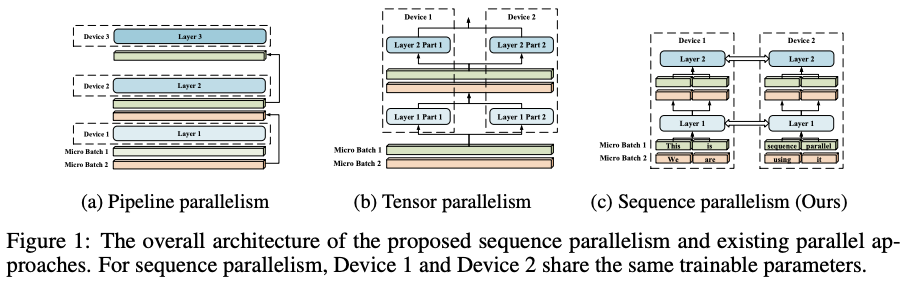 Device 3
Layer 3
Device 2
Layer 2
Device 1
Layer 1
Micro Batch 1
Micro Batch 2
(a) Pipeline parallelism
Device 1
Device 2
Layer 2 Part 1
Layer 2 Part 2
Layer 1 Part 1
Layer 1 Part 2
Micro Batch 1
Micro Batch 2
(b) Tensor parallelism
Device 1
Device 2
Layer 2
Layer 2
Layer 1
Layer 1
Micro Batch 1 This is sequence parallel
Micro Batch 2 We are using it
(c) Sequence parallelism (Ours)
Figure 1: The overall architecture of the proposed sequence parallelism and existing parallel ap-
proaches. For sequence parallelism, Device 1 and Device 2 share the same trainable parameters.